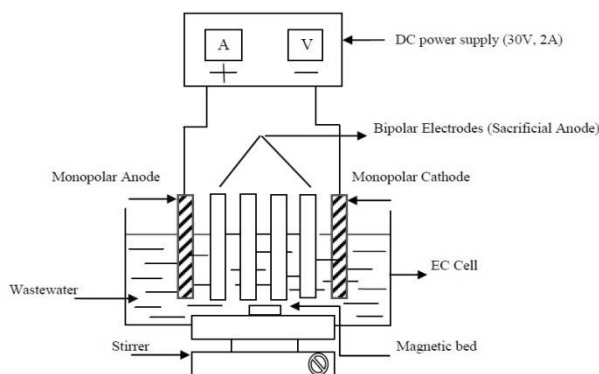 A
V
+
−
DC power supply (30V, 2A)
Bipolar Electrodes (Sacrificial Anode)
Monopolar Anode
Monopolar Cathode
EC Cell
Wastewater
Stirrer
Magnetic bed